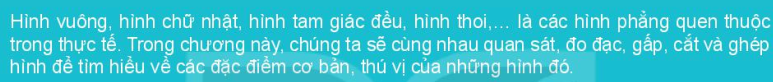 Hình vuông, hình chữ nhật, hình tam giác đều, hình thoi,... là các hình phẳng quen thuộc
trong thực tế. Trong chương này, chúng ta sẽ cùng nhau quan sát, đo đạc, gấp, cắt và ghép
hình để tìm hiểu về các đặc điểm cơ bản, thú vị của những hình đó.